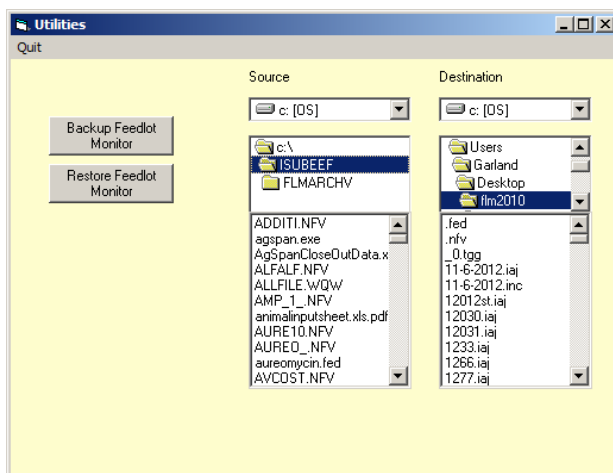 Utilities
Quit
Source
Destination
c: [OS]
c: [OS]
Backup Feedlot
Monitor
Restore Feedlot
Monitor
c:\
ISUBEEF
FLMARCHV
Users
Garland
Desktop
flm2010
ADDITI.NFV
agspan.exe
AgSpanCloseOutData.x
ALFALF.NFV
ALLFILE.WQW
AMP_1_.NFV
animalinputsheet.xls.pdf
AURE10.NFV
AUREO_.NFV
aureomycin.fed
AVCOST.NFV
.fed
.nfv
_0.tgg
11-6-2012.iaj
11-6-2012.inc
12012st.iaj
12030.iaj
12031.iaj
1233.iaj
1266.iaj
1277.iaj